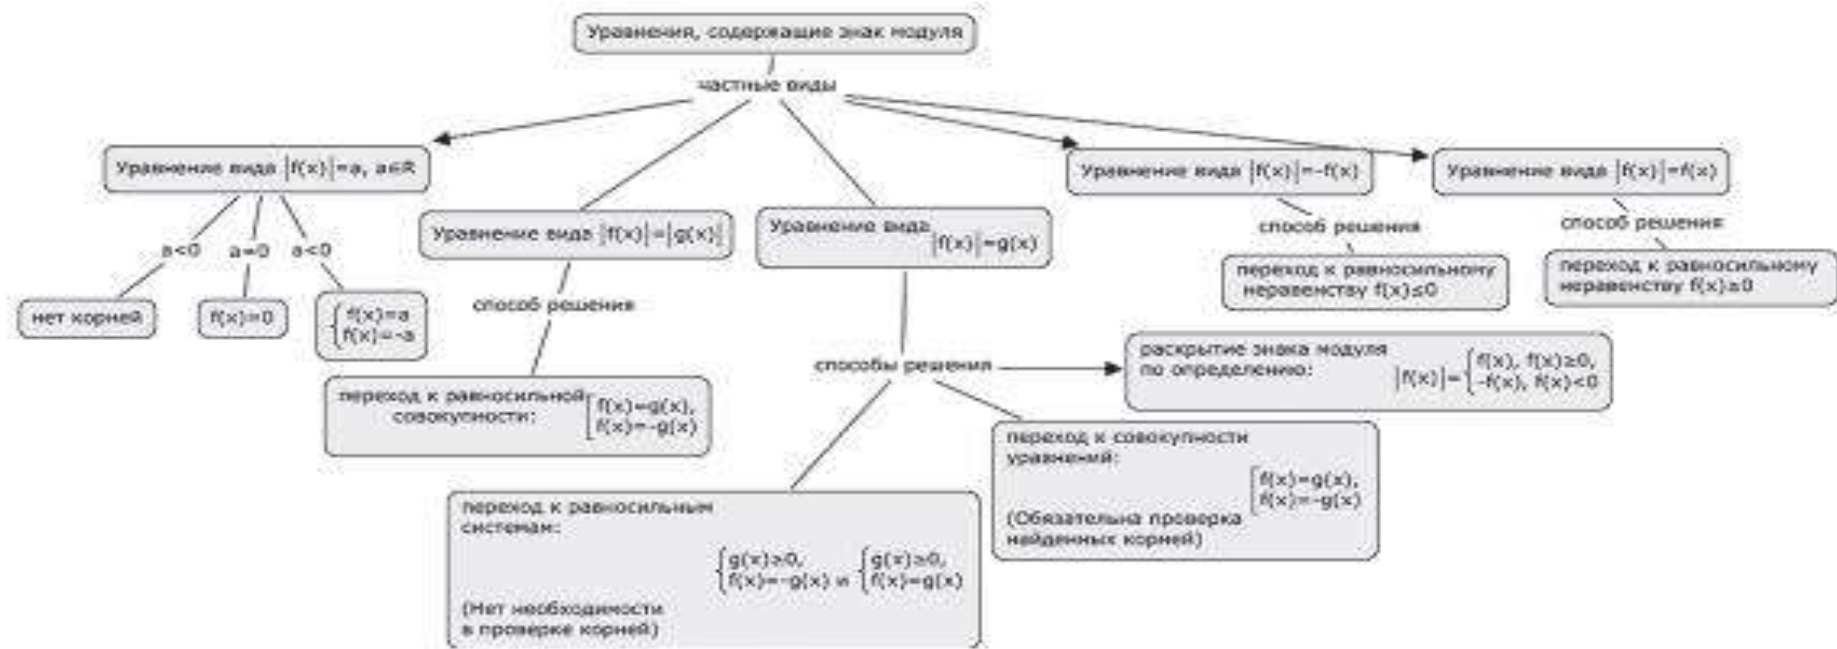 Уравнения, содержащие знак модуля
частные виды
Уравнение вида |f(x)|=a, a∈R
Уравнение вида |f(x)|=-f(x)
Уравнение вида |f(x)|=f(x)
Уравнение вида |f(x)|=|g(x)|
Уравнение вида
|f(x)|=g(x)
способ решения
способ решения
a<0
a=0
a<0
переход к равносильному
неравенству f(x)≤0
переход к равносильному
неравенству f(x)≥0
нет корней
f(x)=0
{f(x)=a
f(x)=-a
способ решения
способы решения
раскрытие знака модуля
по определению: |f(x)|={f(x), f(x)≥0,
-f(x), f(x)<0
переход к равносильной
совокупности: [f(x)=g(x),
f(x)=-g(x)
переход к совокупности
уравнений:
[f(x)=g(x),
f(x)=-g(x)
(Обязательна проверка
найденных корней)
переход к равносильным
системам:
{g(x)≥0,
f(x)=-g(x) и {g(x)≥0,
f(x)=g(x)
(Нет необходимости
в проверке корней)